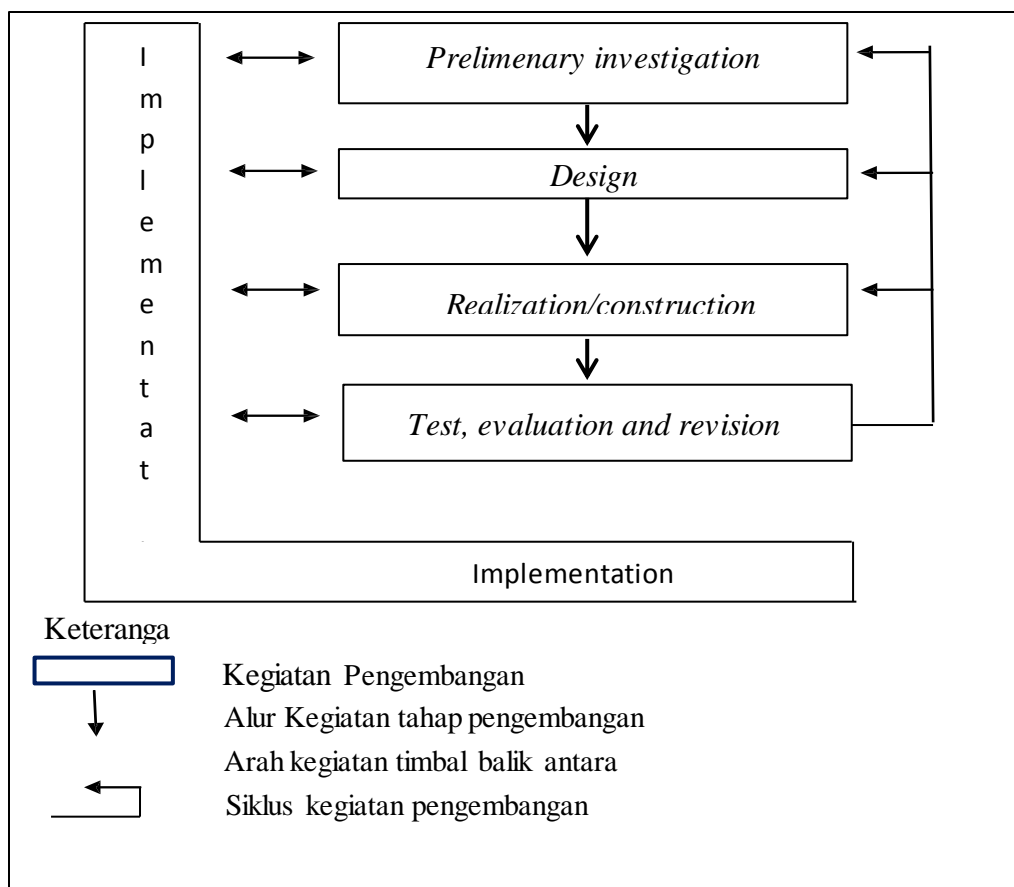 Implementat
Prelimenary investigation
Design
Realization/construction
Test, evaluation and revision
Implementation
Keteranga
Kegiatan Pengembangan
Alur Kegiatan tahap pengembangan
Arah kegiatan timbal balik antara
Siklus kegiatan pengembangan